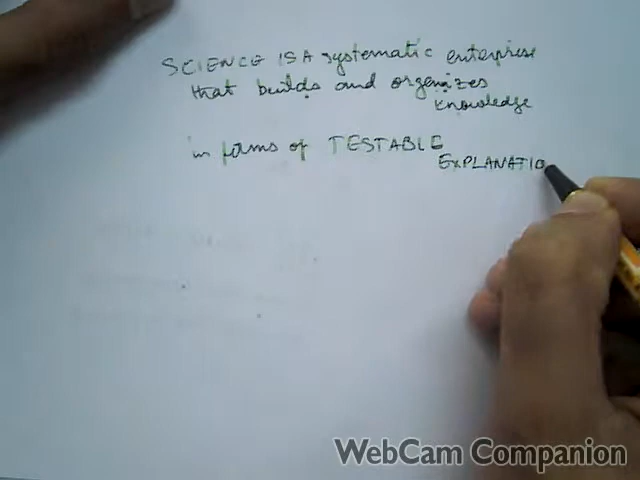 SCIENCE IS A systematic enterprise
that builds and organizes
knowledge
in forms of TESTABLE
EXPLANATIO
WebCam Companion